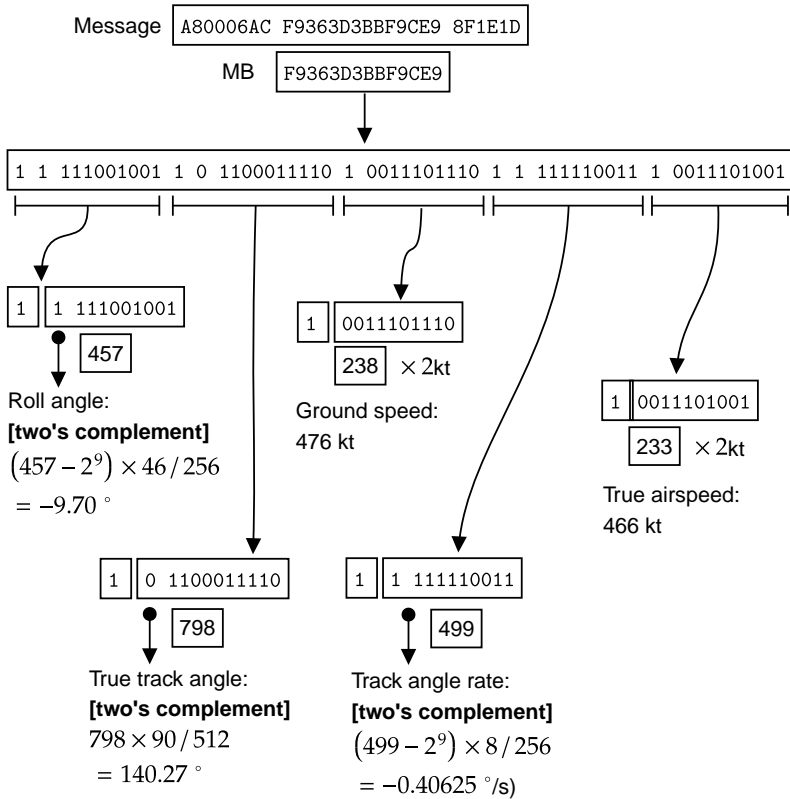 Message A80006AC F9363D3BBF9CE9 8F1E1D
MB F9363D3BBF9CE9
1 1 111001001 1 0 1100011110 1 0011101110 1 1 111110011 1 0011101001
1 1 111001001
457
Roll angle:
[two's complement]
(457 − 2⁹) × 46 / 256
= −9.70 °
1 0011101110
238 × 2kt
Ground speed:
476 kt
1 0011101001
233 × 2kt
True airspeed:
466 kt
1 0 1100011110
798
True track angle:
[two's complement]
798 × 90 / 512
= 140.27 °
1 1 111110011
499
Track angle rate:
[two's complement]
(499 − 2⁹) × 8 / 256
= −0.40625 °/s)